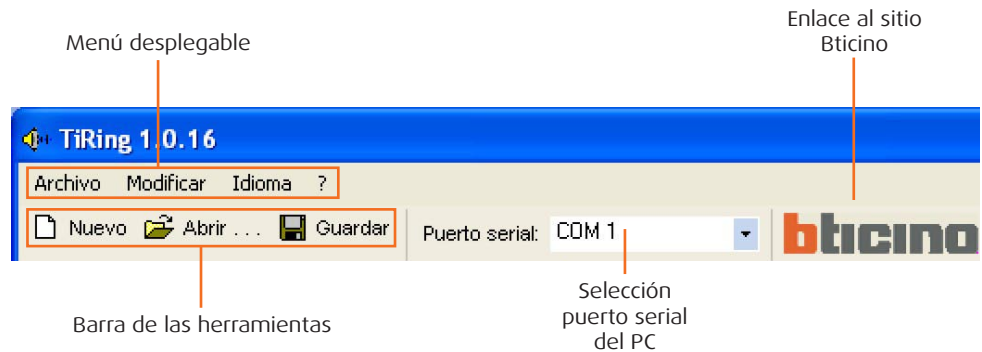 Enlace al sitio
Bticino
Menú desplegable
TiRing 1.0.16
Archivo Modificar Idioma ?
Nuevo Abrir ... Guardar Puerto serial: COM 1 bticino
Selección
puerto serial
del PC
Barra de las herramientas